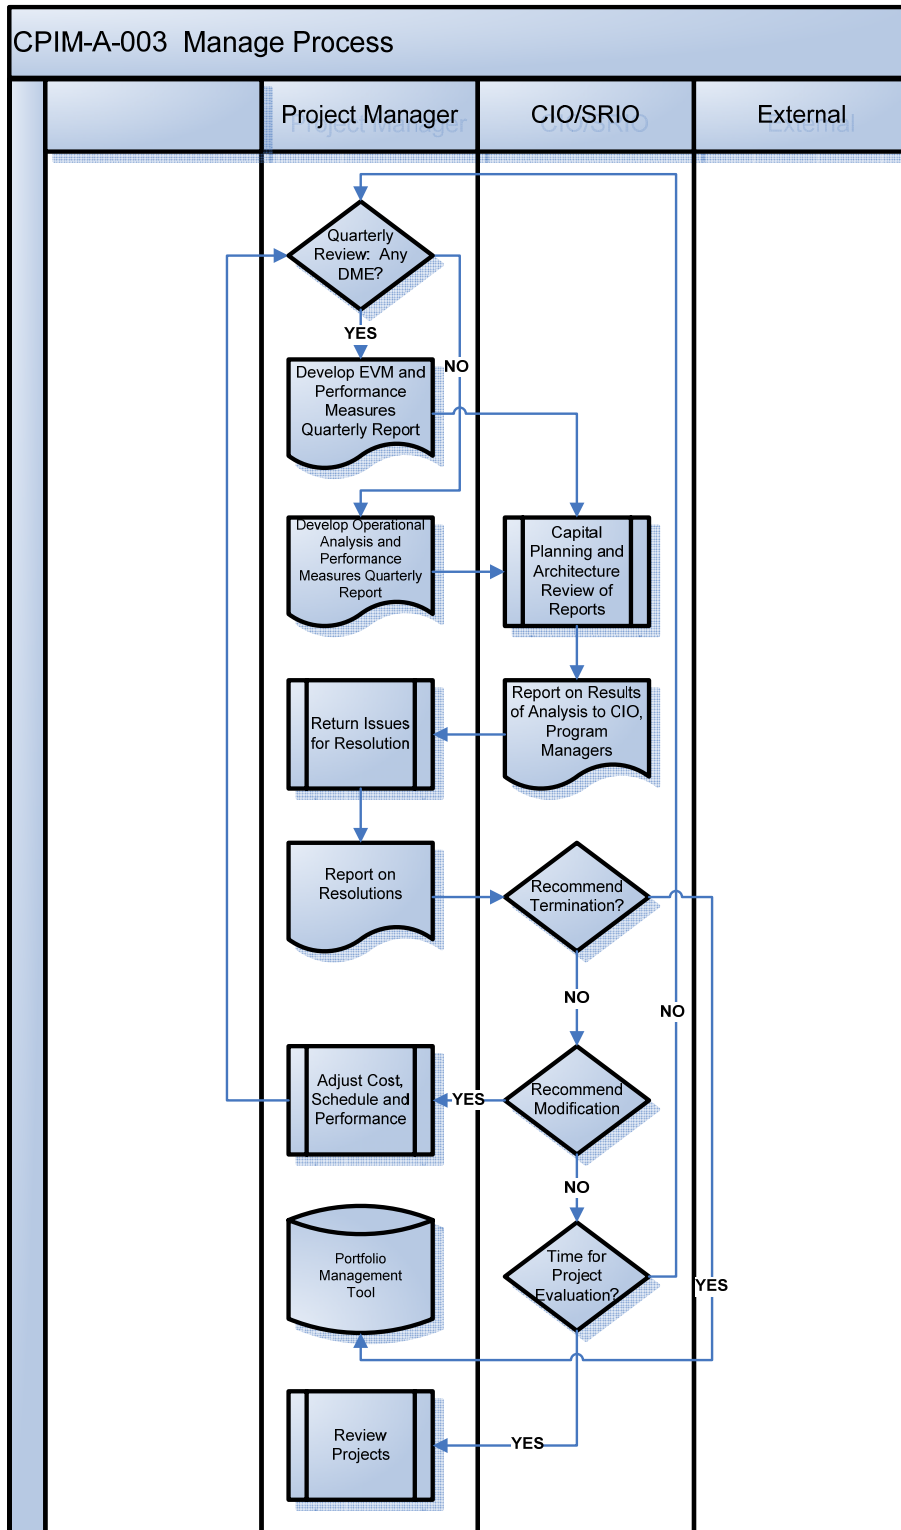 CPIM-A-003 Manage Process
Project Manager
CIO/SRIO
External
Quarterly
Review: Any
DME?
YES
NO
Develop EVM and
Performance
Measures
Quarterly Report
Develop Operational
Analysis and
Performance
Measures Quarterly
Report
Capital
Planning and
Architecture
Review of
Reports
Return Issues
for Resolution
Report on Results
of Analysis to CIO,
Program
Managers
Report on
Resolutions
Recommend
Termination?
NO
NO
Adjust Cost,
Schedule and
Performance
YES
Recommend
Modification
NO
Portfolio
Management
Tool
Time for
Project
Evaluation?
YES
Review
Projects
YES